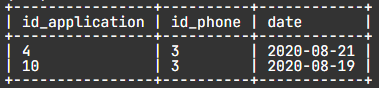 id_application id_phone date
4 3 2020-08-21
10 3 2020-08-19